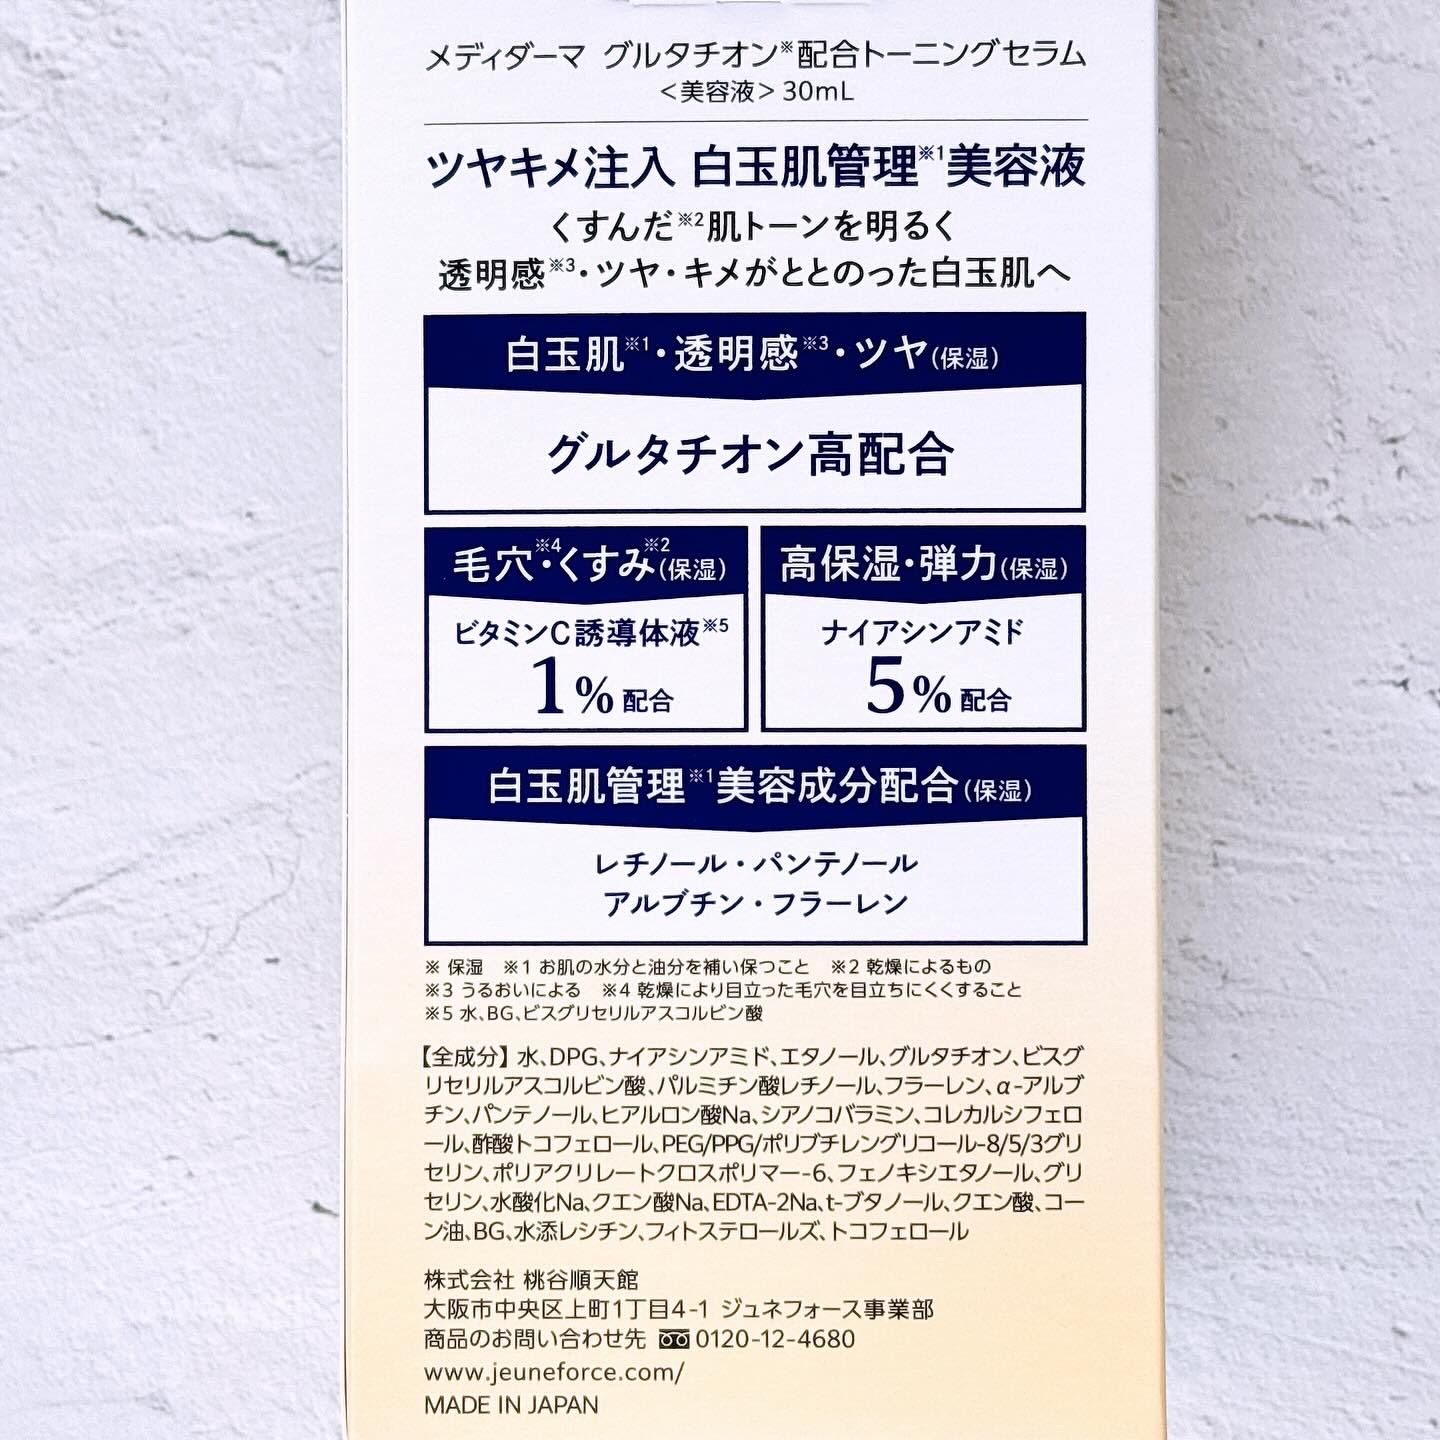 メディダーマ グルタチオン※配合トーニングセラム
＜美容液＞30mL
ツヤキメ注入 白玉肌管理※1美容液
くすんだ※2肌トーンを明るく
透明感※3・ツヤ・キメがととのった白玉肌へ
白玉肌※1・透明感※3・ツヤ(保湿)
グルタチオン高配合
毛穴※4・くすみ※2(保湿)
ビタミンC誘導体液※5
1%配合
高保湿・弾力(保湿)
ナイアシンアミド
5%配合
白玉肌管理※1美容成分配合(保湿)
レチノール・パンテノール
アルブチン・フラーレン
※ 保湿 ※1 お肌の水分と油分を補い保つこと ※2 乾燥によるもの
※3 うるおいによる ※4 乾燥により目立った毛穴を目立ちにくくすること
※5 水、BG、ビスグリセリルアスコルビン酸
【全成分】水、DPG、ナイアシンアミド、エタノール、グルタチオン、ビスグ
リセリルアスコルビン酸、パルミチン酸レチノール、フラーレン、α-アルブ
チン、パンテノール、ヒアルロン酸Na、シアノコバラミン、コレカルシフェロ
ール、酢酸トコフェロール、PEG/PPG/ポリブチレングリコール-8/5/3グリ
セリン、ポリアクリレートクロスポリマー-6、フェノキシエタノール、グリ
セリン、水酸化Na、クエン酸Na、EDTA-2Na、t-ブタノール、クエン酸、コー
ン油、BG、水添レシチン、フィトステロールズ、トコフェロール
株式会社 桃谷順天館
大阪市中央区上町1丁目4-1 ジュネフォース事業部
商品のお問い合わせ先 0120-12-4680
www.jeuneforce.com/
MADE IN JAPAN